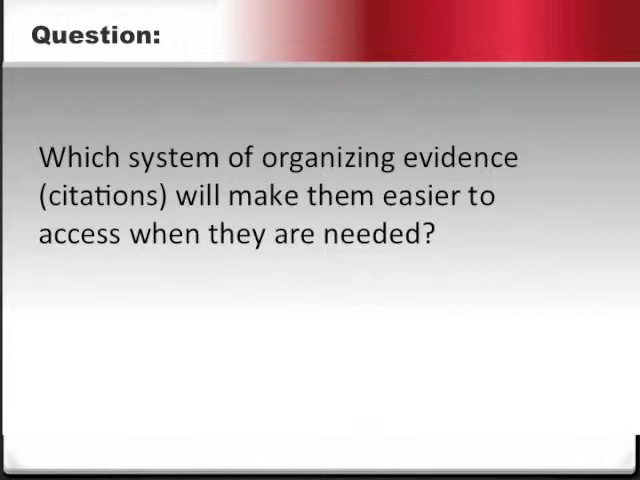 Question:
Which system of organizing evidence
(citations) will make them easier to
access when they are needed?